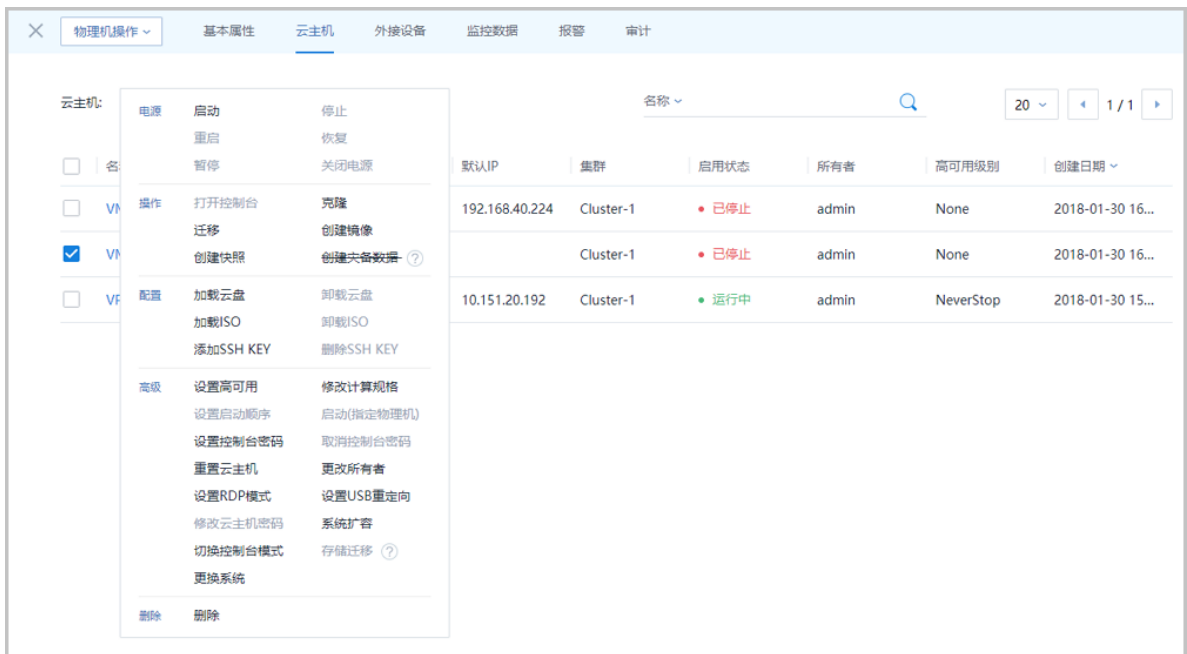 物理机操作 基本属性 云主机 外接设备 监控数据 报警 审计
云主机: 名称 20 1 / 1
名 默认IP 集群 启用状态 所有者 高可用级别 创建日期
192.168.40.224 Cluster-1 已停止 admin None 2018-01-30 16...
Cluster-1 已停止 admin None 2018-01-30 16...
10.151.20.192 Cluster-1 运行中 admin NeverStop 2018-01-30 15...
电源 启动 停止
重启 恢复
暂停 关闭电源
操作 打开控制台 克隆
迁移 创建镜像
创建快照 创建灾备数据 ?
配置 加载云盘 卸载云盘
加载ISO 卸载ISO
添加SSH KEY 删除SSH KEY
高级 设置高可用 修改计算规格
设置启动顺序 启动(指定物理机)
设置控制台密码 取消控制台密码
重置云主机 更改所有者
设置RDP模式 设置USB重定向
修改云主机密码 系统扩容
切换控制台模式 存储迁移 ?
更换系统
删除 删除